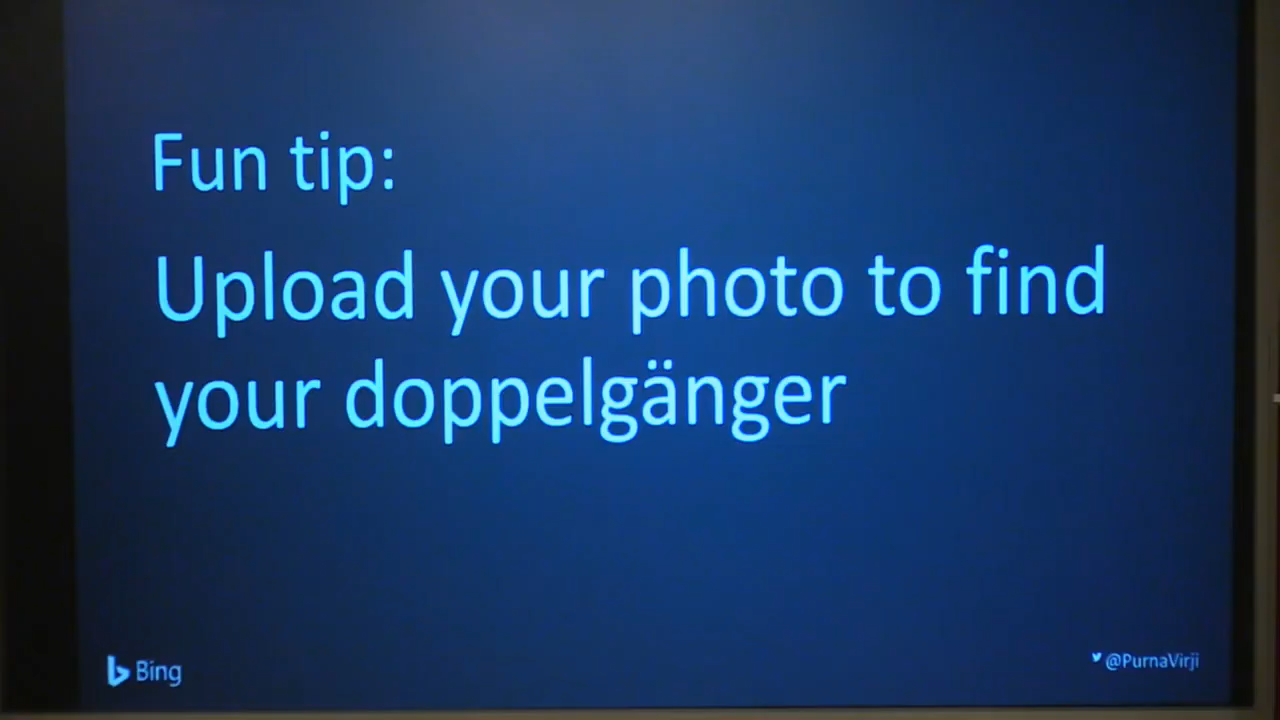 Fun tip:
Upload your photo to find
your doppelgänger
Bing
@PurnaVirji